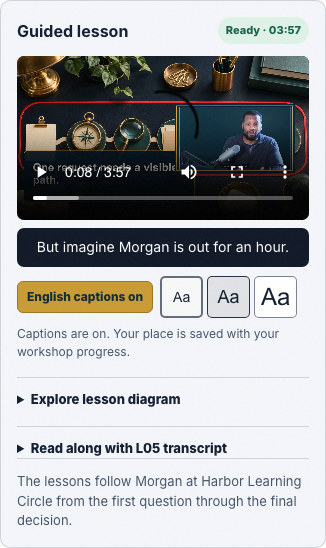 Guided lesson
Ready · 03:57
One request needs a visible
path.
0:08 / 3:57
But imagine Morgan is out for an hour.
English captions on
Aa
Aa
Aa
Captions are on. Your place is saved with your
workshop progress.
Explore lesson diagram
Read along with L05 transcript
The lessons follow Morgan at Harbor Learning
Circle from the first question through the final
decision.